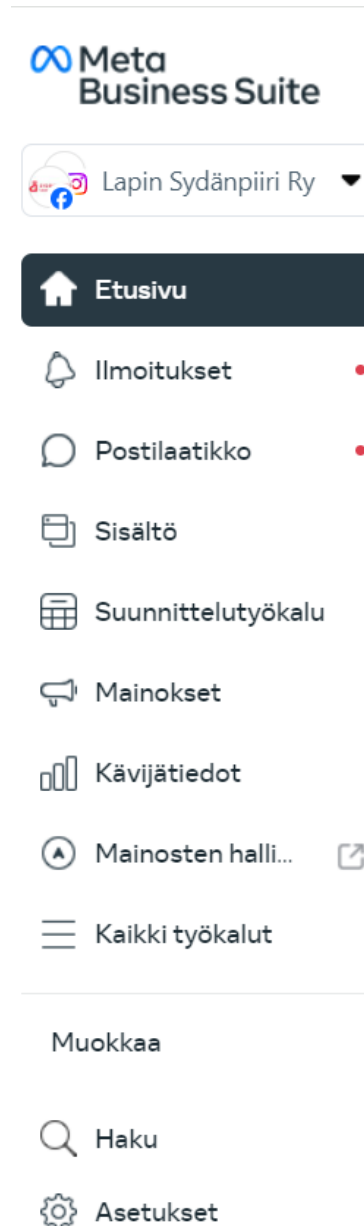 Meta
Business Suite
Lapin Sydänpiiri Ry
Etusivu
Ilmoitukset
Postilaatikko
Sisältö
Suunnittelutyökalu
Mainokset
Kävijätiedot
Mainosten halli...
Kaikki työkalut
Muokkaa
Haku
Asetukset